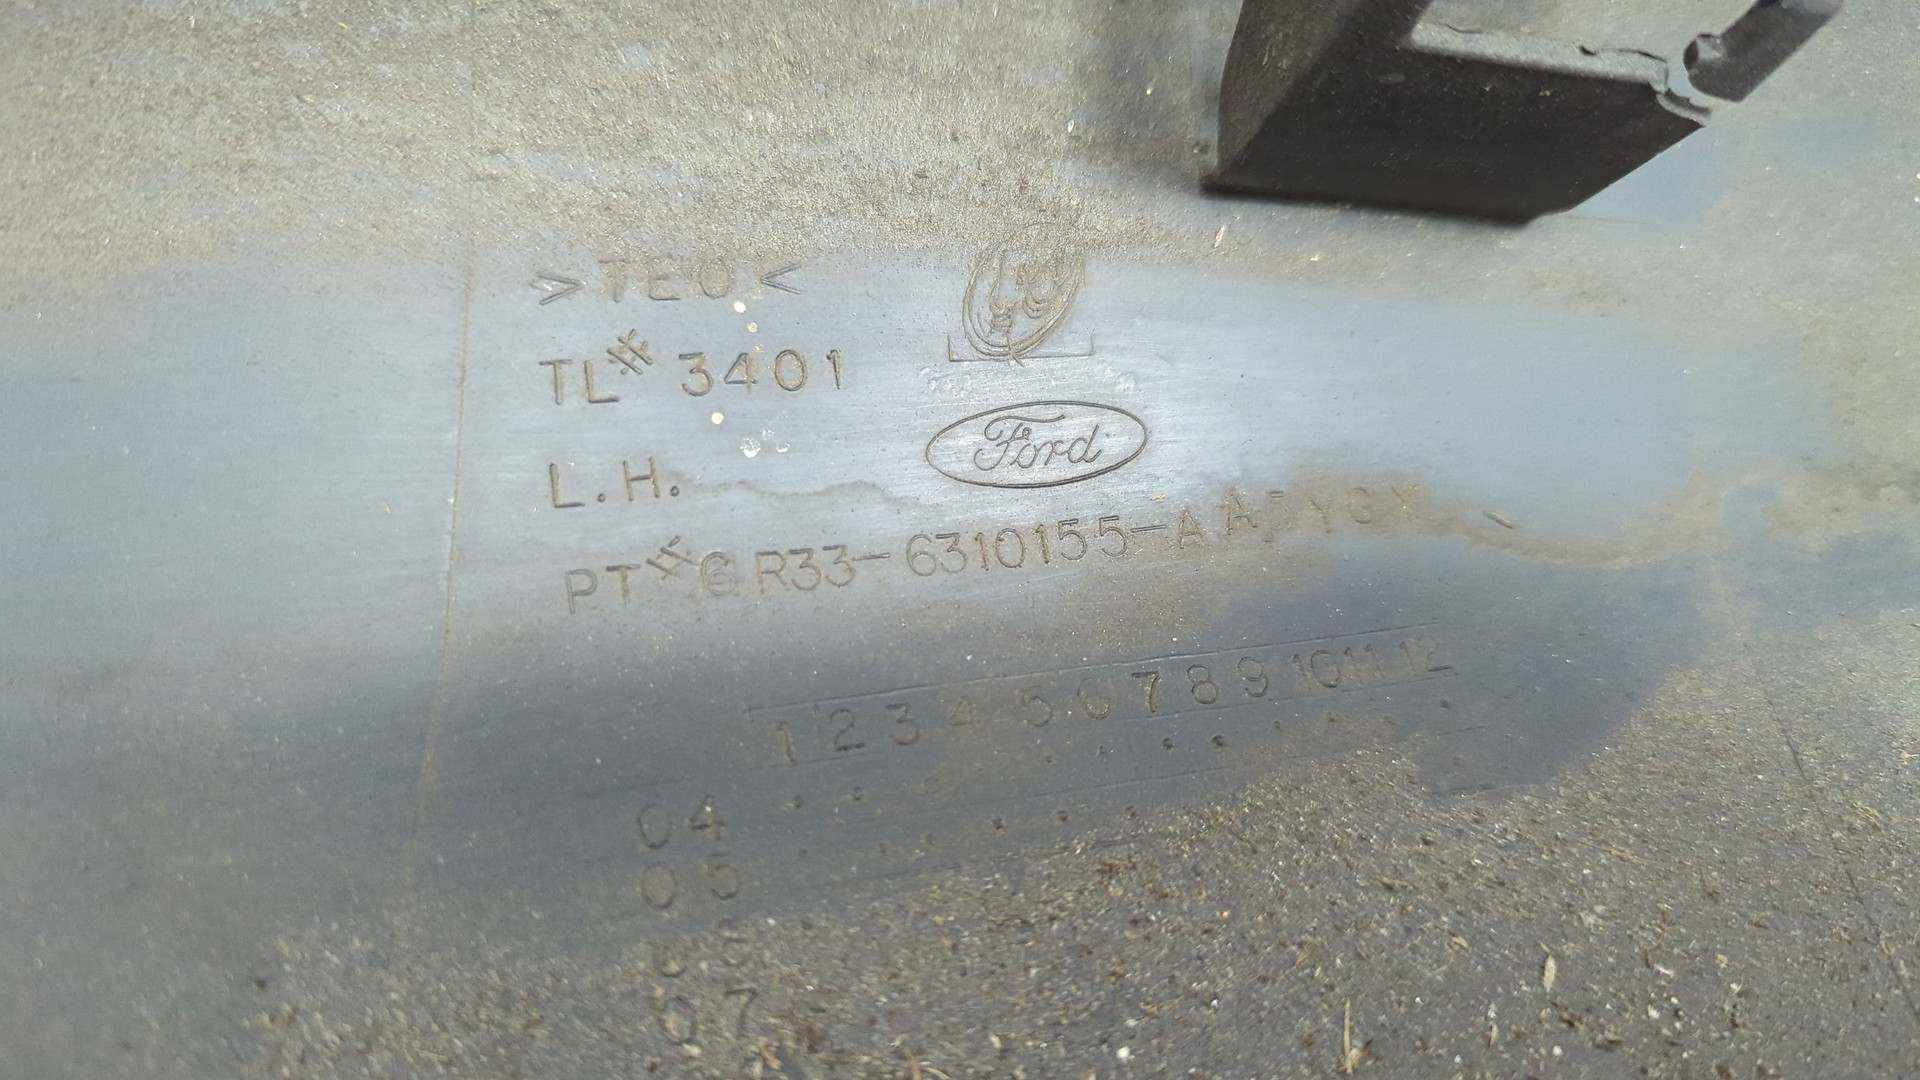 >TEO<
TL# 3401
Ford
L.H.
PT#6R33-6310155-AA5YGY
1 2 3 4 5 6 7 8 9 10 11 12
04
05
07